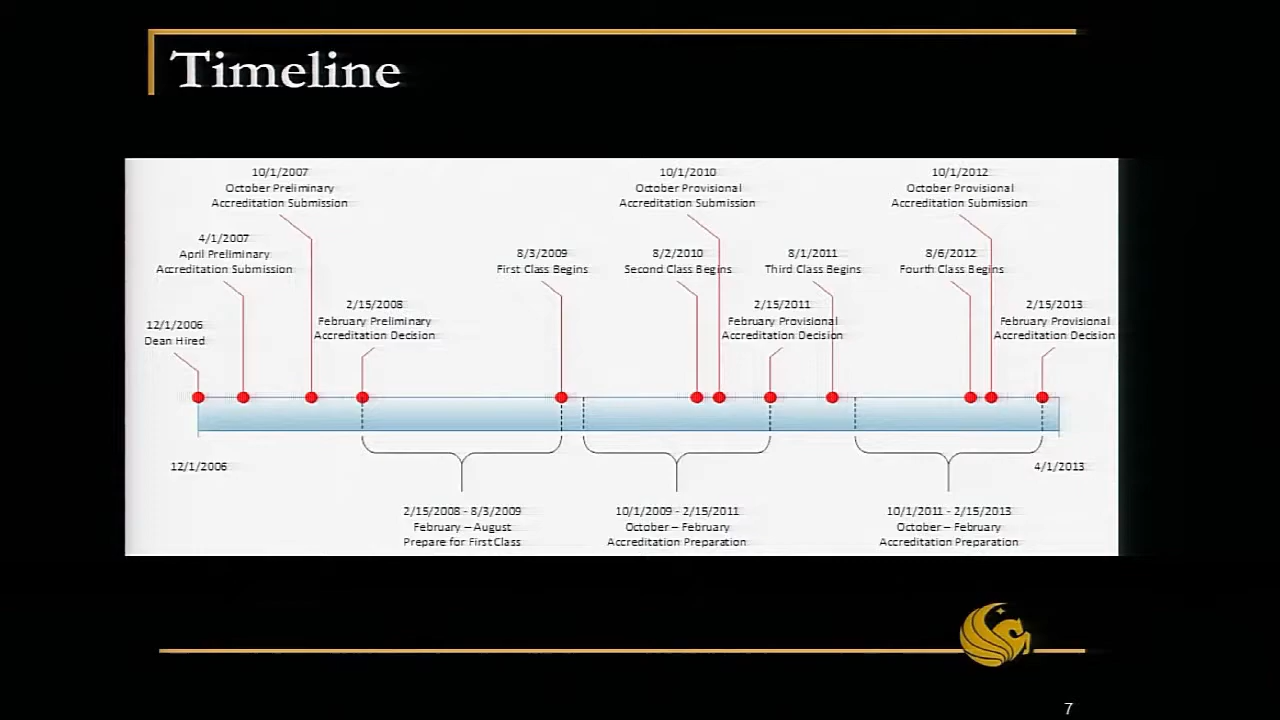 Timeline
10/1/2007
October Preliminary
Accreditation Submission
10/1/2010
October Provisional
Accreditation Submission
10/1/2012
October Provisional
Accreditation Submission
4/1/2007
April Preliminary
Accreditation Submission
8/3/2009
First Class Begins
8/2/2010
Second Class Begins
8/1/2011
Third Class Begins
8/6/2012
Fourth Class Begins
12/1/2006
Dean Hired
2/15/2008
February Preliminary
Accreditation Decision
2/15/2011
February Provisional
Accreditation Decision
2/15/2013
February Provisional
Accreditation Decision
12/1/2006
4/1/2013
2/15/2008 - 8/3/2009
February – August
Prepare for First Class
10/1/2009 - 2/15/2011
October – February
Accreditation Preparation
10/1/2011 - 2/15/2013
October – February
Accreditation Preparation
7